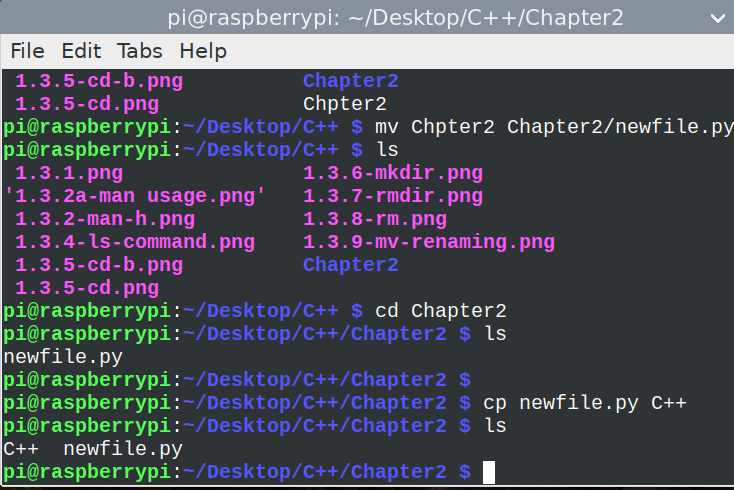 pi@raspberrypi: ~/Desktop/C++/Chapter2
File Edit Tabs Help
1.3.5-cd-b.png Chapter2
1.3.5-cd.png Chpter2
pi@raspberrypi:~/Desktop/C++ $ mv Chpter2 Chapter2/newfile.py
pi@raspberrypi:~/Desktop/C++ $ ls
1.3.1.png 1.3.6-mkdir.png
'1.3.2a-man usage.png' 1.3.7-rmdir.png
1.3.2-man-h.png 1.3.8-rm.png
1.3.4-ls-command.png 1.3.9-mv-renaming.png
1.3.5-cd-b.png Chapter2
1.3.5-cd.png
pi@raspberrypi:~/Desktop/C++ $ cd Chapter2
pi@raspberrypi:~/Desktop/C++/Chapter2 $ ls
newfile.py
pi@raspberrypi:~/Desktop/C++/Chapter2 $
pi@raspberrypi:~/Desktop/C++/Chapter2 $ cp newfile.py C++
pi@raspberrypi:~/Desktop/C++/Chapter2 $ ls
C++ newfile.py
pi@raspberrypi:~/Desktop/C++/Chapter2 $